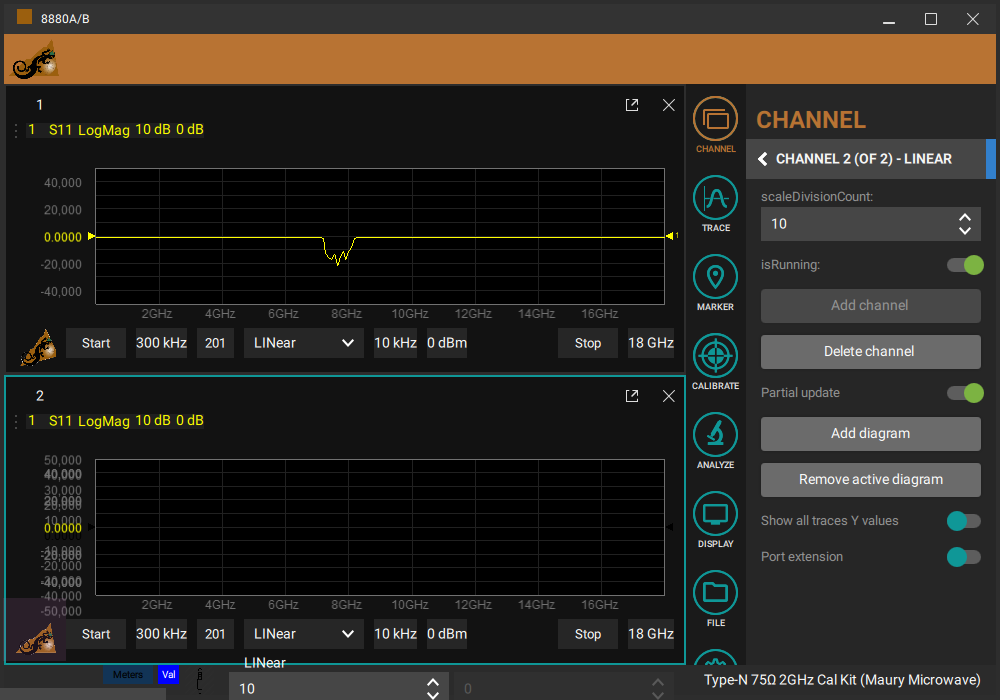 8880A/B
1
1 S11 LogMag 10 dB 0 dB
40,000
20,000
0.0000
1
-20,000
-40,000
2GHz 4GHz 6GHz 8GHz 10GHz 12GHz 14GHz 16GHz
Start 300 kHz 201 LINear 10 kHz 0 dBm Stop 18 GHz
2
1 S11 LogMag 10 dB 0 dB
50,000
40,000
30,000
20,000
20,000
10,000
0.0000
-10,000
-20,000
-20,000
-30,000
-40,000
-40,000
-50,000
2GHz 4GHz 6GHz 8GHz 10GHz 12GHz 14GHz 16GHz
Start 300 kHz 201 LINear 10 kHz 0 dBm Stop 18 GHz
LINear
Meters Val
10 0
CHANNEL
TRACE
MARKER
CALIBRATE
ANALYZE
DISPLAY
FILE
CHANNEL
CHANNEL 2 (OF 2) - LINEAR
scaleDivisionCount:
10
isRunning:
Add channel
Delete channel
Partial update
Add diagram
Remove active diagram
Show all traces Y values
Port extension
Type-N 75Ω 2GHz Cal Kit (Maury Microwave)